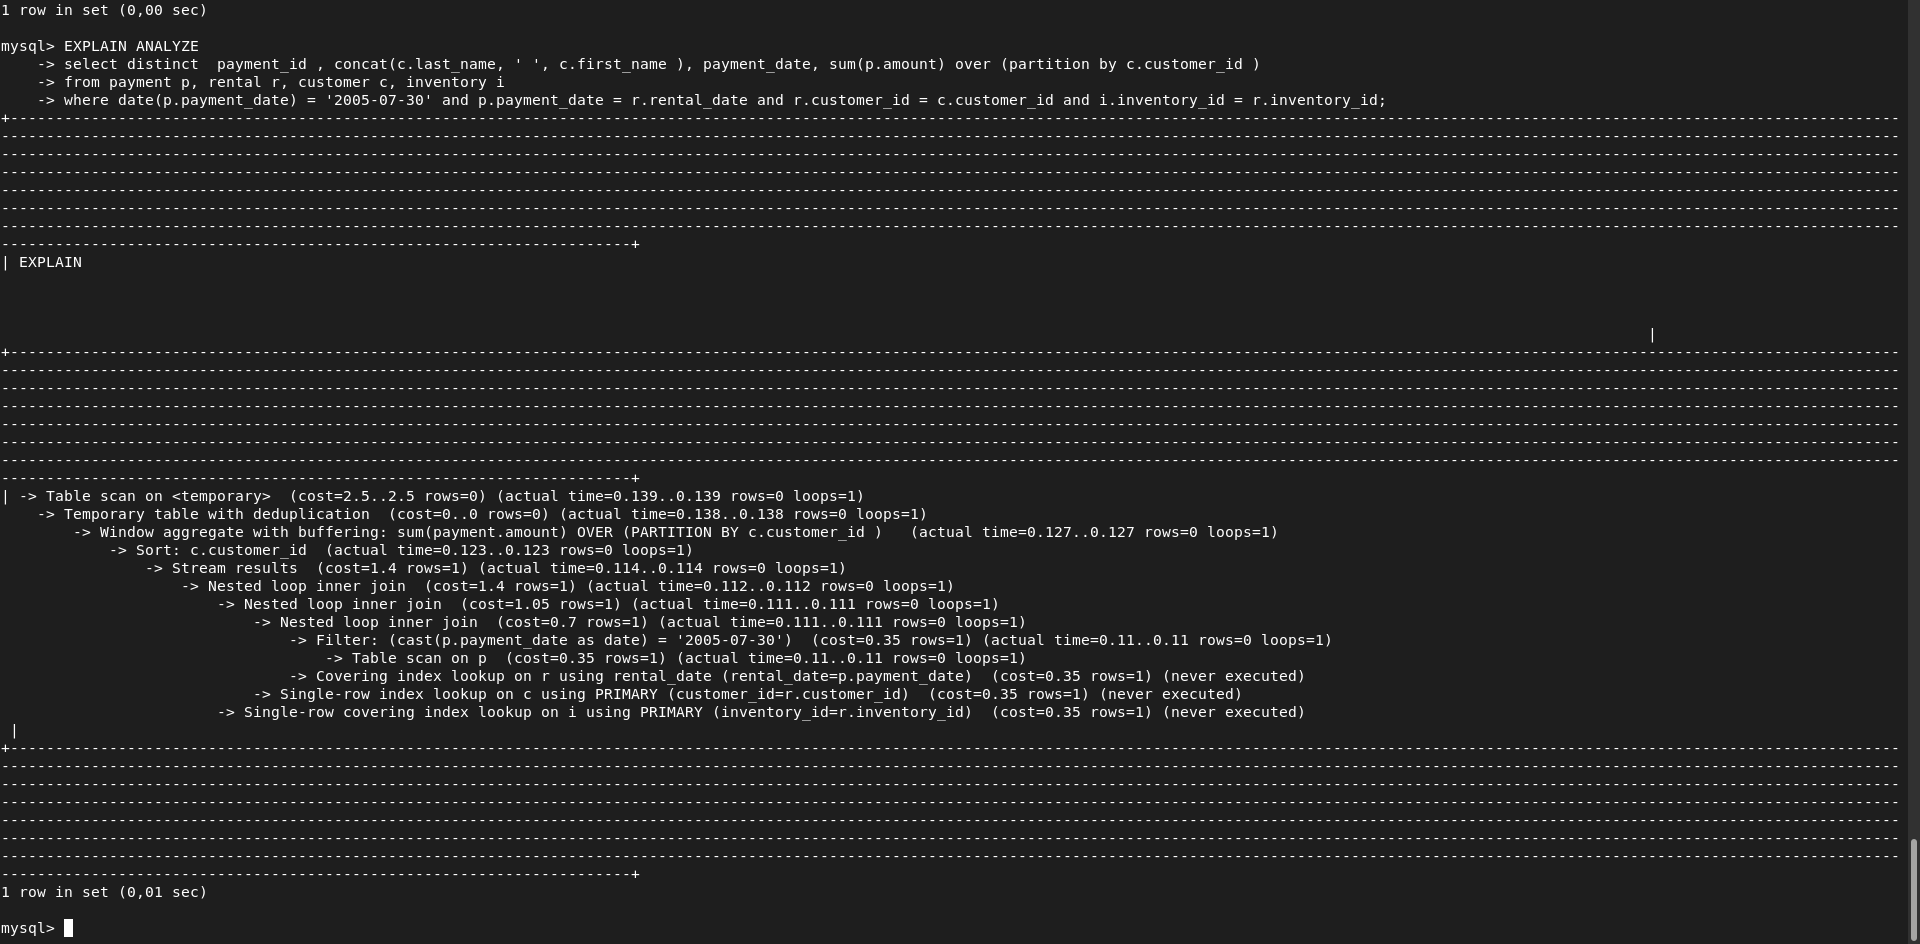 1 row in set (0,00 sec)
mysql> EXPLAIN ANALYZE
    -> select distinct  payment_id , concat(c.last_name, ' ', c.first_name ), payment_date, sum(p.amount) over (partition by c.customer_id )
    -> from payment p, rental r, customer c, inventory i
    -> where date(p.payment_date) = '2005-07-30' and p.payment_date = r.rental_date and r.customer_id = c.customer_id and i.inventory_id = r.inventory_id;
| EXPLAIN
|
| -> Table scan on <temporary>  (cost=2.5..2.5 rows=0) (actual time=0.139..0.139 rows=0 loops=1)
    -> Temporary table with deduplication  (cost=0..0 rows=0) (actual time=0.138..0.138 rows=0 loops=1)
        -> Window aggregate with buffering: sum(payment.amount) OVER (PARTITION BY c.customer_id )   (actual time=0.127..0.127 rows=0 loops=1)
            -> Sort: c.customer_id  (actual time=0.123..0.123 rows=0 loops=1)
                -> Stream results  (cost=1.4 rows=1) (actual time=0.114..0.114 rows=0 loops=1)
                    -> Nested loop inner join  (cost=1.4 rows=1) (actual time=0.112..0.112 rows=0 loops=1)
                        -> Nested loop inner join  (cost=1.05 rows=1) (actual time=0.111..0.111 rows=0 loops=1)
                            -> Nested loop inner join  (cost=0.7 rows=1) (actual time=0.111..0.111 rows=0 loops=1)
                                -> Filter: (cast(p.payment_date as date) = '2005-07-30')  (cost=0.35 rows=1) (actual time=0.11..0.11 rows=0 loops=1)
                                    -> Table scan on p  (cost=0.35 rows=1) (actual time=0.11..0.11 rows=0 loops=1)
                                -> Covering index lookup on r using rental_date (rental_date=p.payment_date)  (cost=0.35 rows=1) (never executed)
                            -> Single-row index lookup on c using PRIMARY (customer_id=r.customer_id)  (cost=0.35 rows=1) (never executed)
                        -> Single-row covering index lookup on i using PRIMARY (inventory_id=r.inventory_id)  (cost=0.35 rows=1) (never executed)
 |
1 row in set (0,01 sec)
mysql>